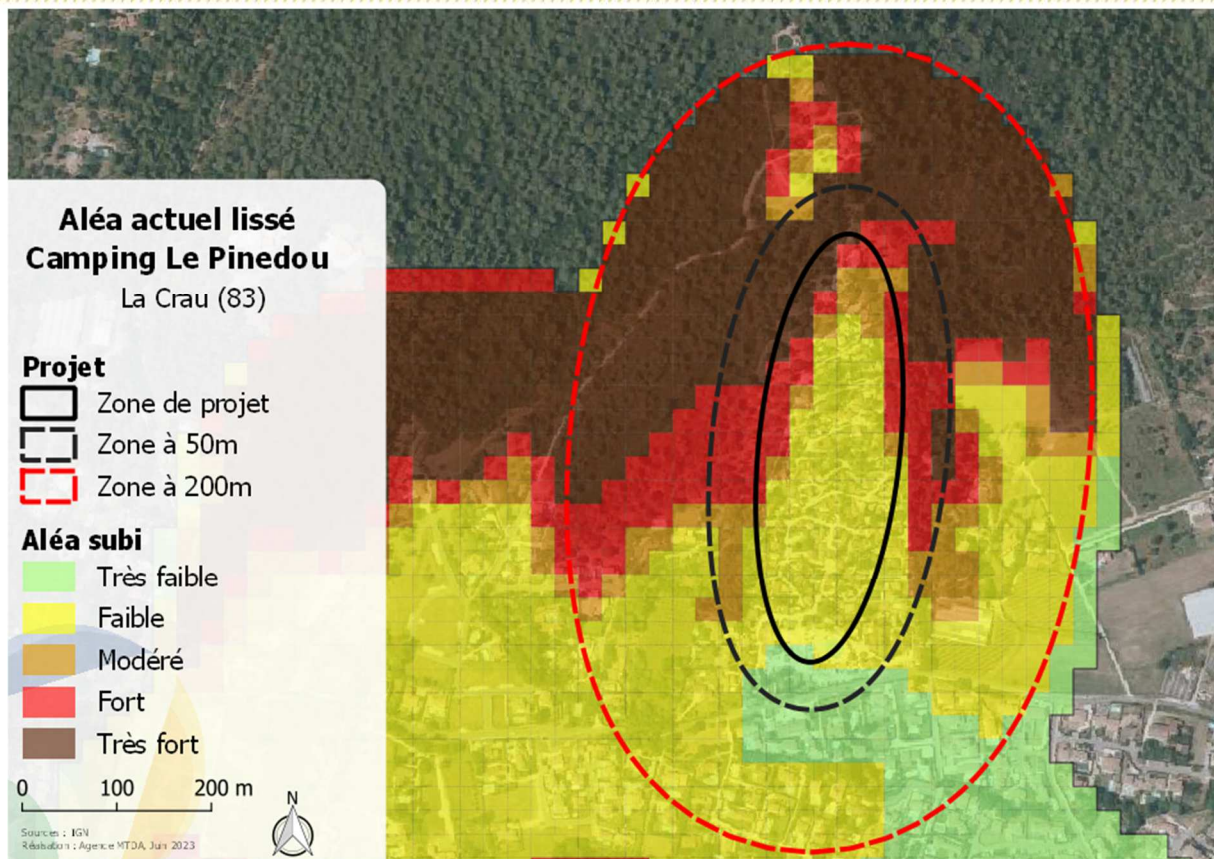 Aléa actuel lissé
Camping Le Pinedou
La Crau (83)
Projet
Zone de projet
Zone à 50m
Zone à 200m
Aléa subi
Très faible
Faible
Modéré
Fort
Très fort
0 100 200 m
N
Sources : IGN
Réalisation : Agence MTDA, Juin 2023